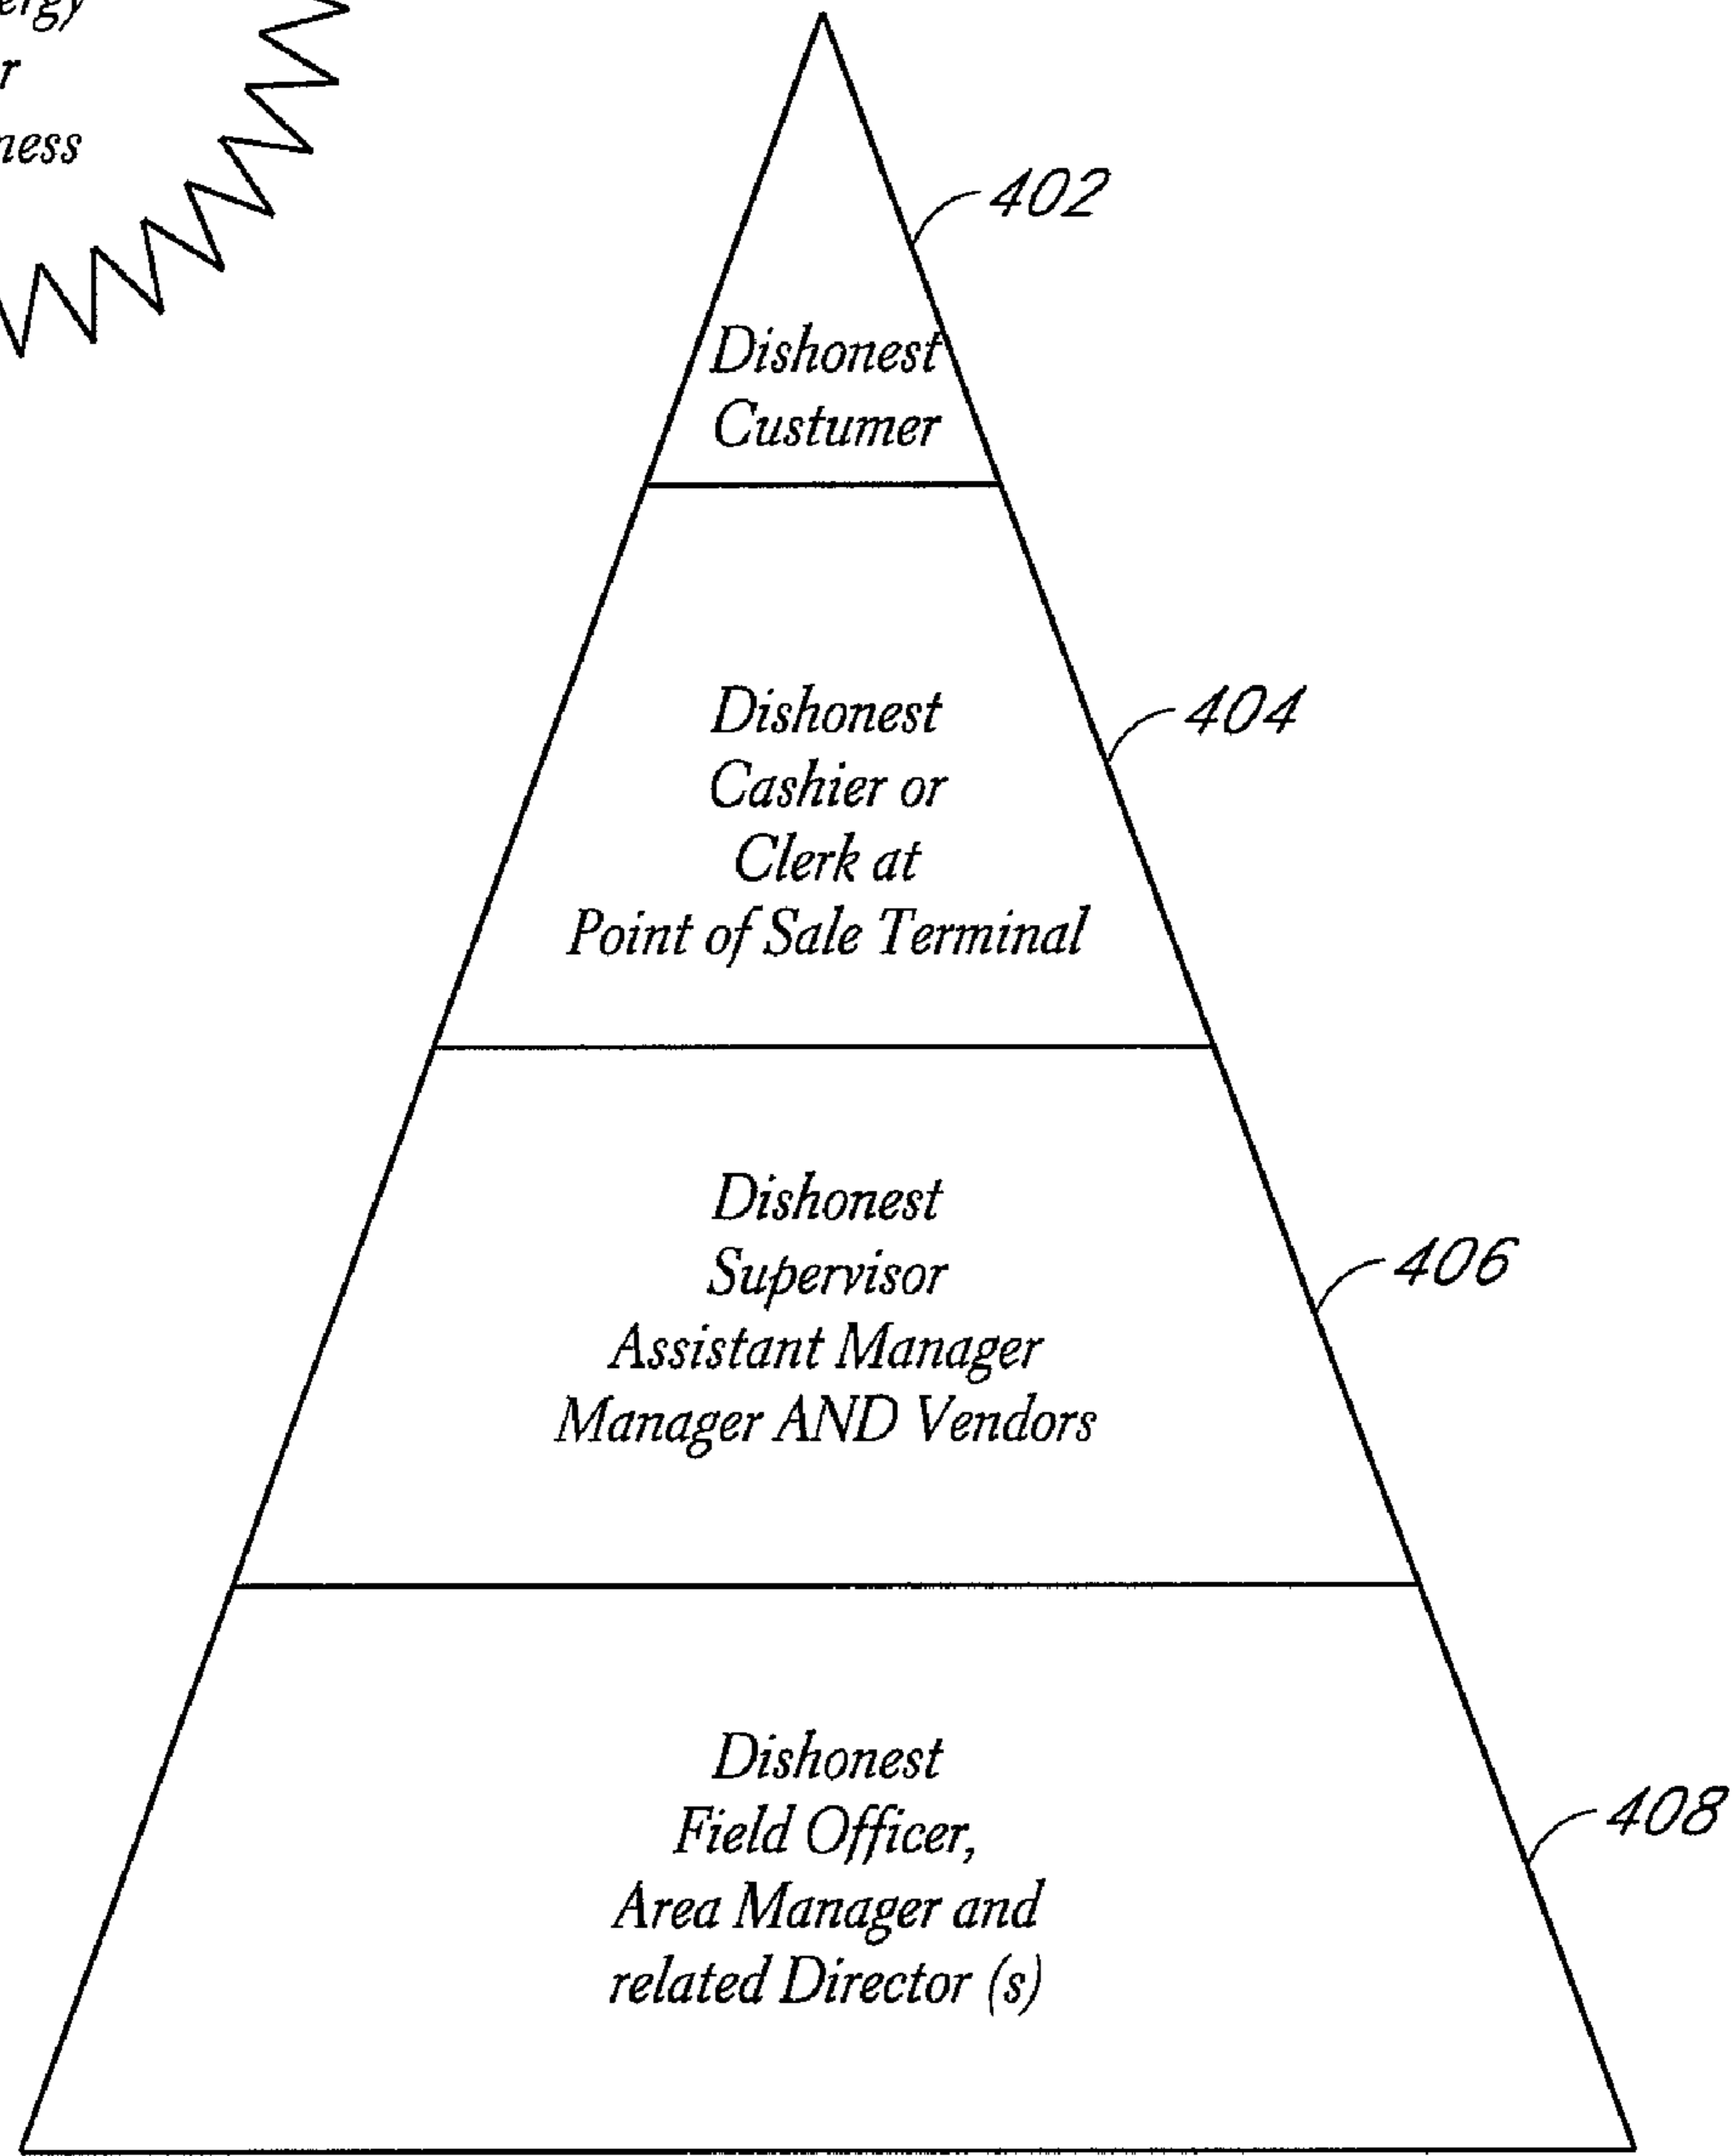 ness
402
Dishonest
Custumer
404
Dishonest
Cashier or
Clerk at
Point of Sale Terminal
406
Dishonest
Supervisor
Assistant Manager
Manager AND Vendors
408
Dishonest
Field Officer,
Area Manager and
related Director (s)